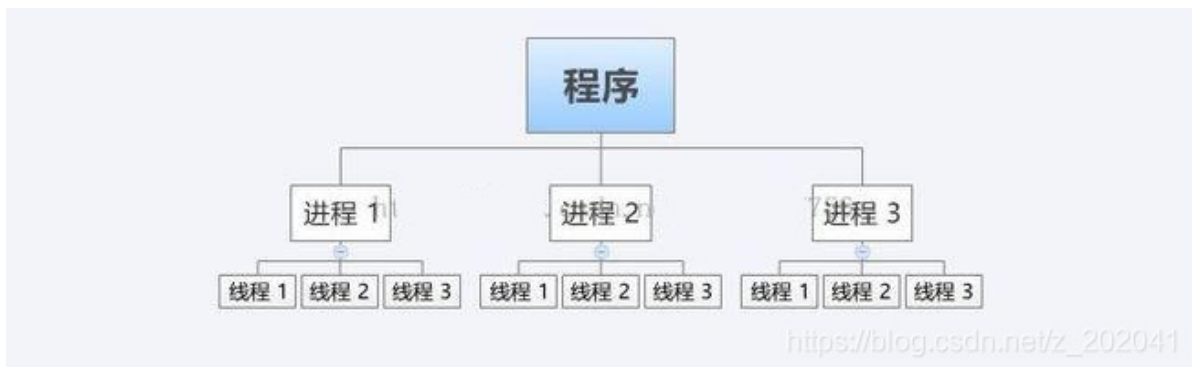 程序
进程 1
进程 2
进程 3
线程 1 线程 2 线程 3 线程 1 线程 2 线程 3 线程 1 线程 2 线程 3
https://blog.csdn.net/z_202041